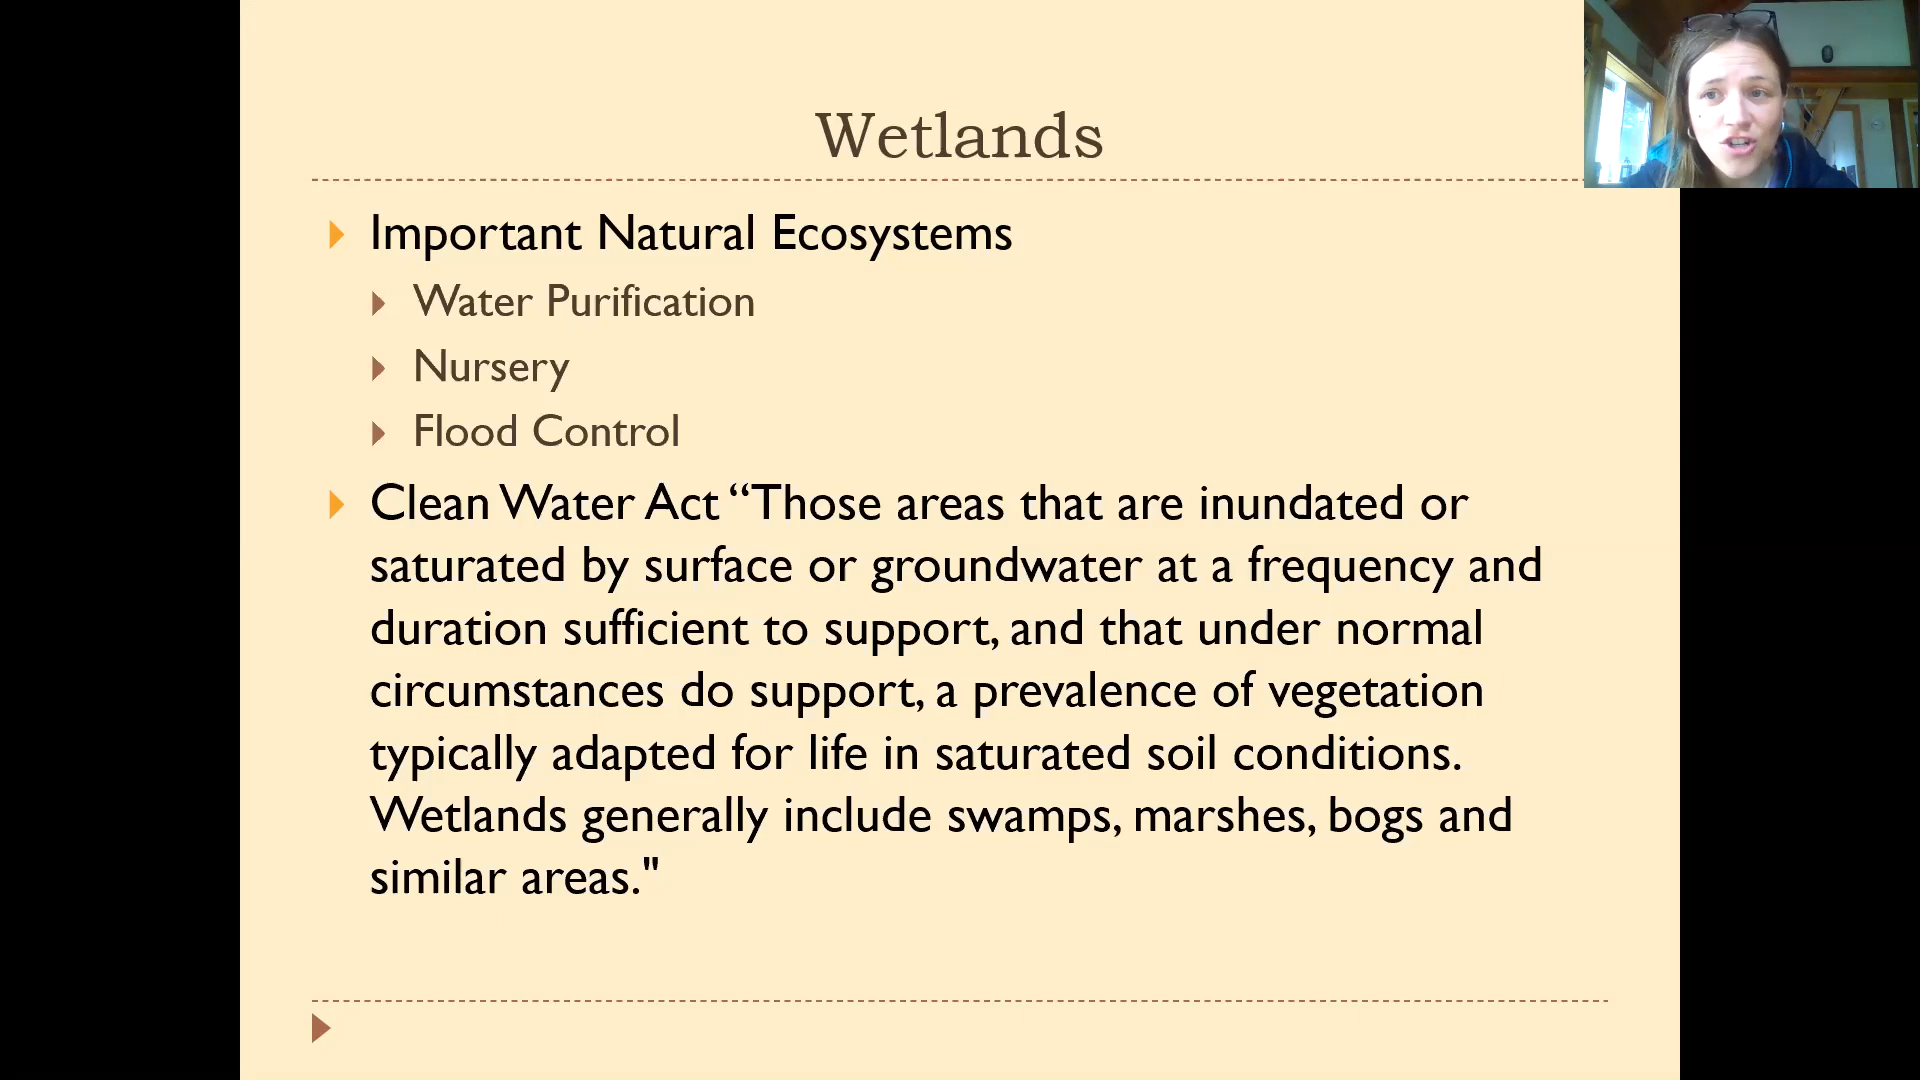 Wetlands
Important Natural Ecosystems
Water Purification
Nursery
Flood Control
Clean Water Act “Those areas that are inundated or
saturated by surface or groundwater at a frequency and
duration sufficient to support, and that under normal
circumstances do support, a prevalence of vegetation
typically adapted for life in saturated soil conditions.
Wetlands generally include swamps, marshes, bogs and
similar areas."